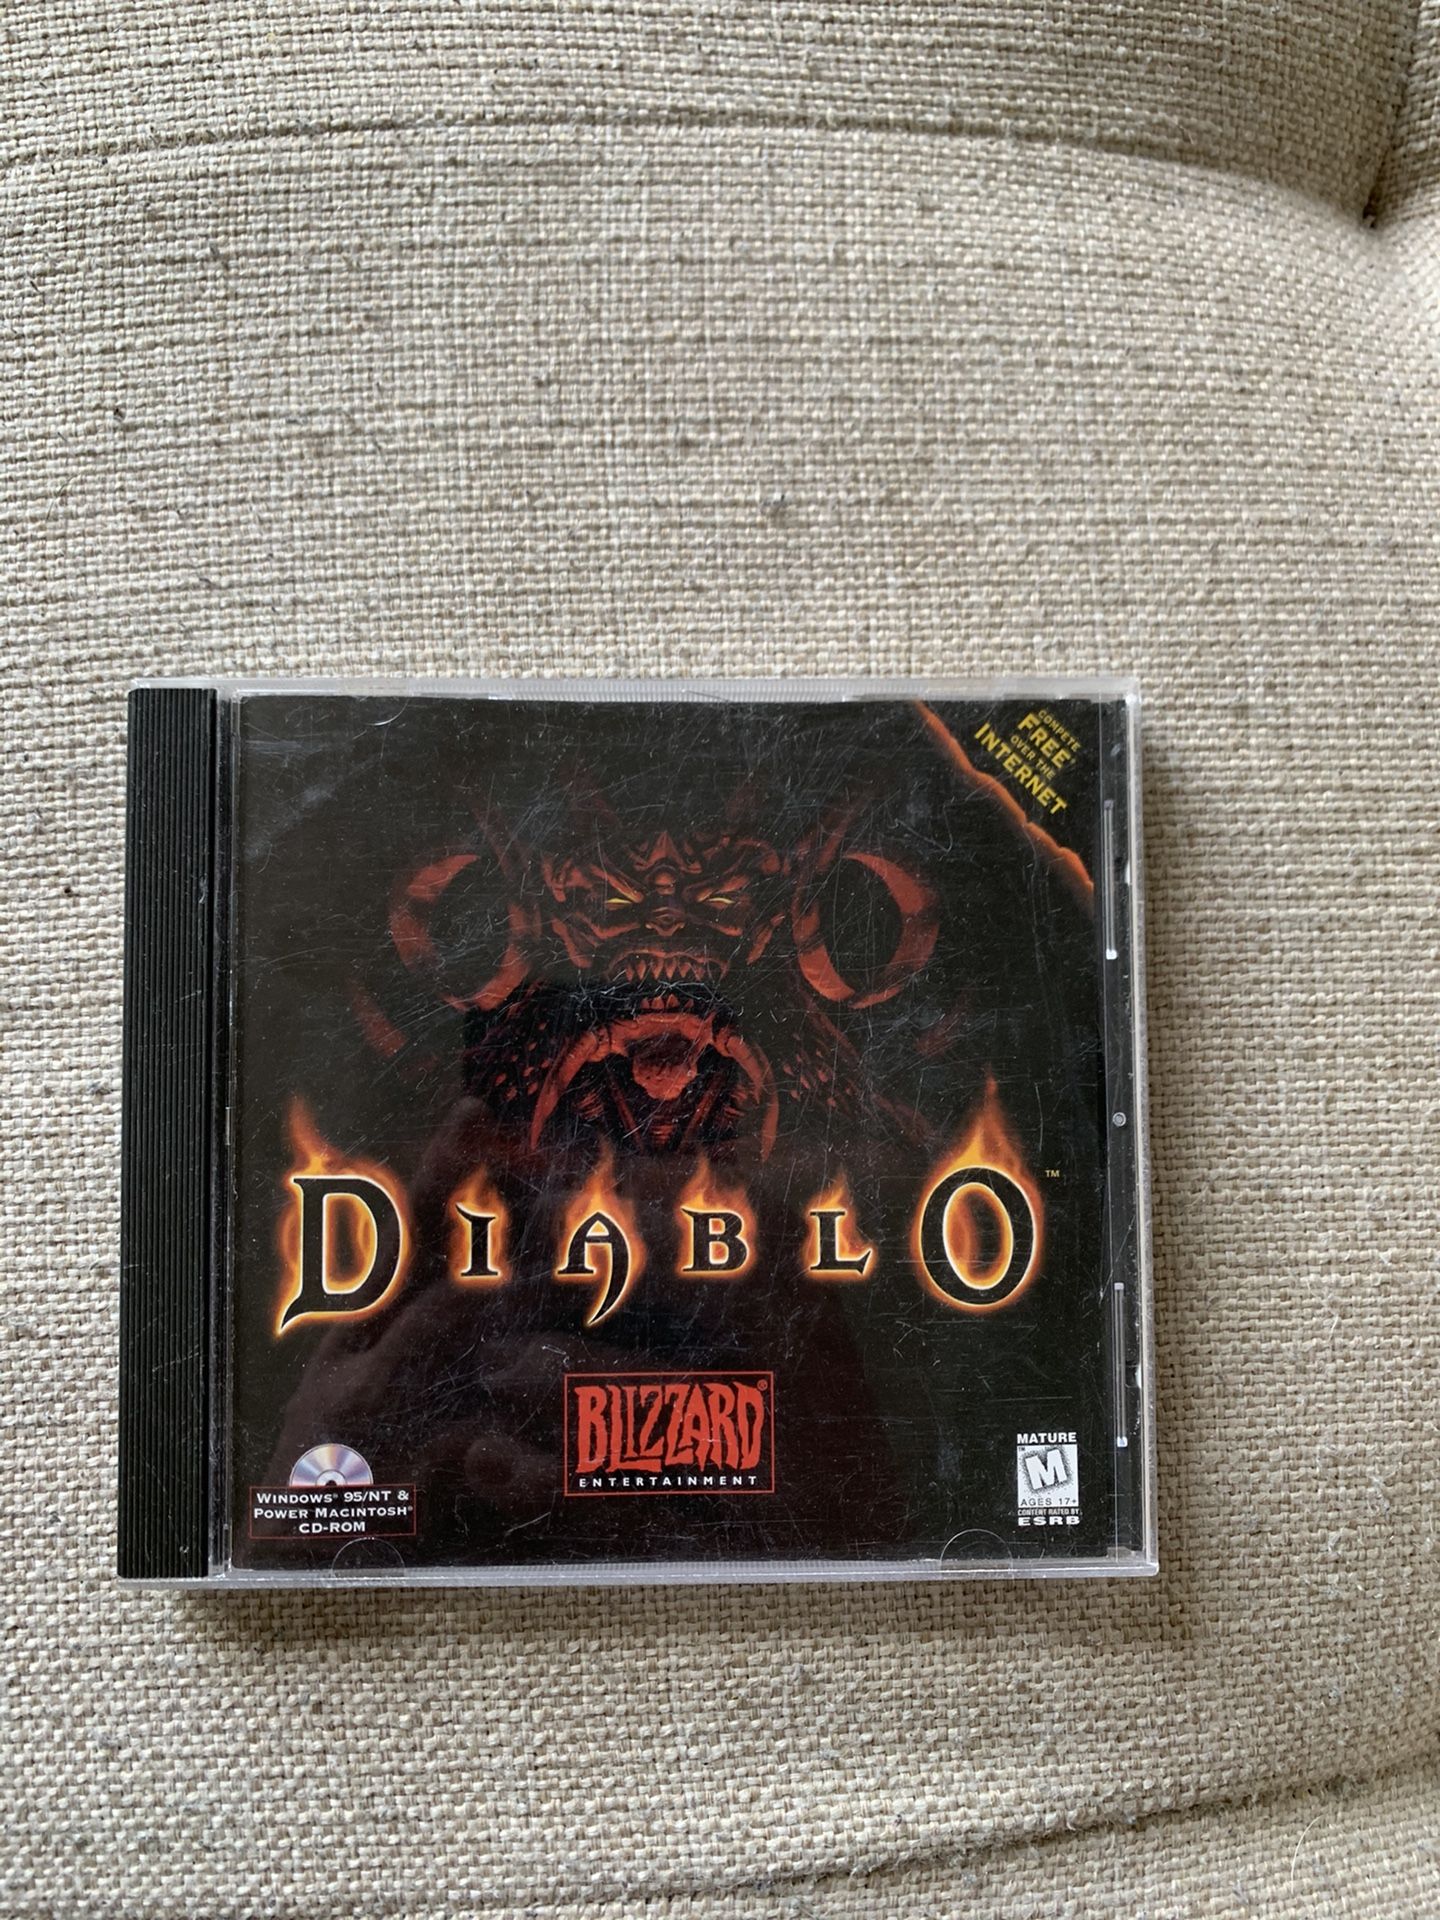 COMPETE
FREE*
OVER THE
INTERNET
DIABLO™
BLIZZARD®
ENTERTAINMENT
WINDOWS® 95/NT &
POWER MACINTOSH®
CD-ROM
MATURE
™
M
AGES 17+
CONTENT RATED BY
ESRB